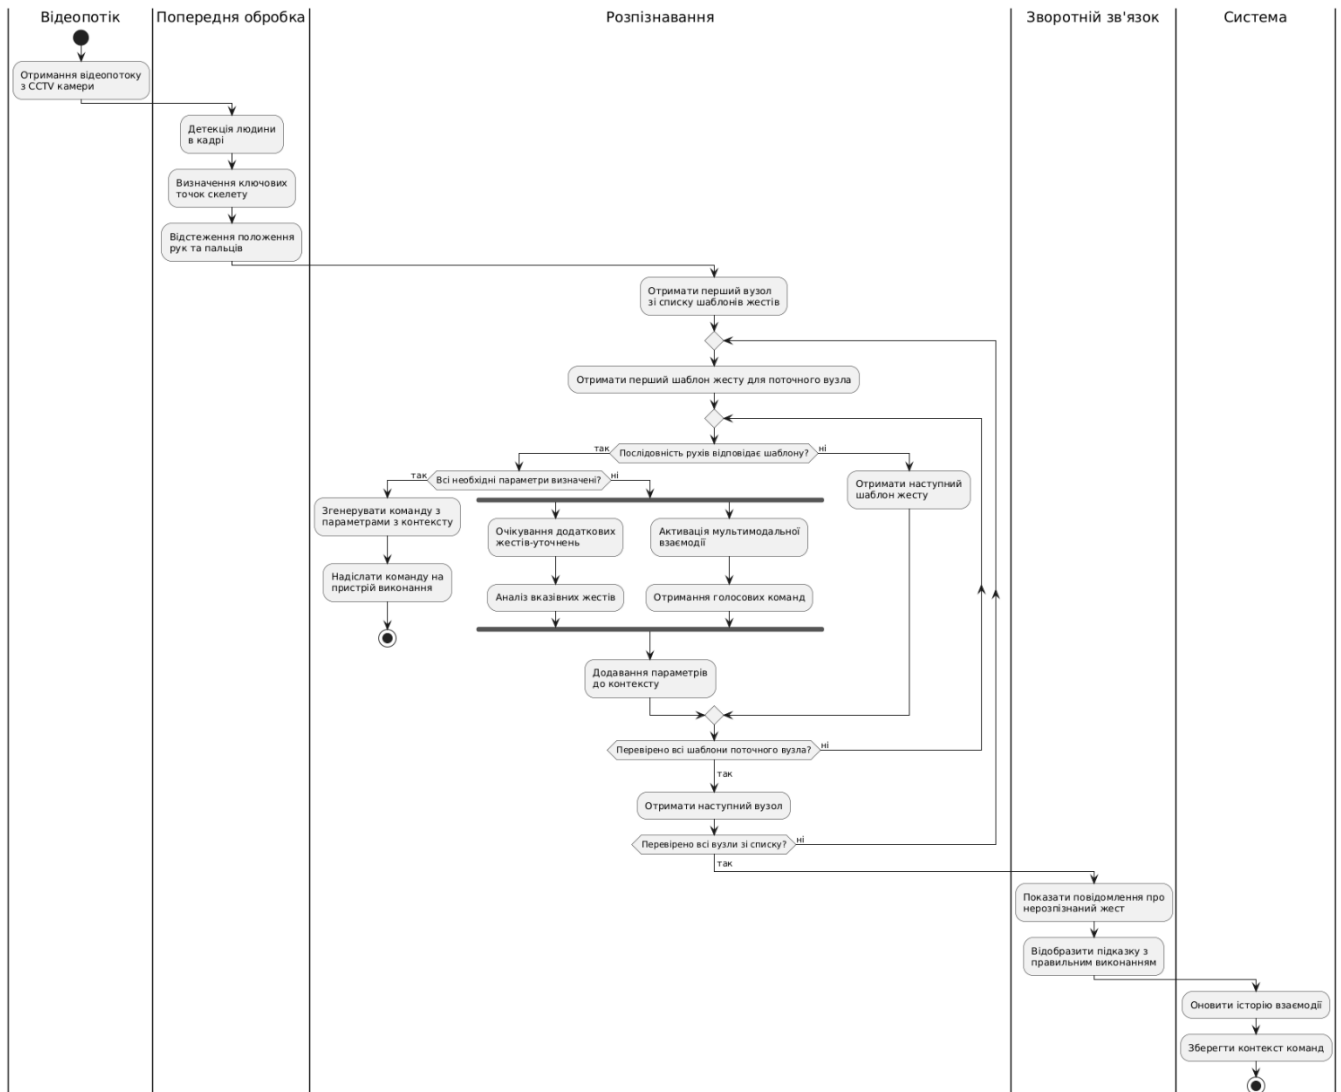 Відеопотік
Попередня обробка
Розпізнавання
Зворотній зв'язок
Система
Отримання відеопотоку
з CCTV камери
Детекція людини
в кадрі
Визначення ключових
точок скелету
Відстеження положення
рук та пальців
Отримати перший вузол
зі списку шаблонів жестів
Отримати перший шаблон жесту для поточного вузла
так
Послідовність рухів відповідає шаблону?
ні
так
Всі необхідні параметри визначені?
ні
Згенерувати команду з
параметрами з контексту
Надіслати команду на
пристрій виконання
Очікування додаткових
жестів-уточнень
Аналіз вказівних жестів
Активація мультимодальної
взаємодії
Отримання голосових команд
Додавання параметрів
до контексту
Отримати наступний
шаблон жесту
Перевірено всі шаблони поточного вузла?
ні
так
Отримати наступний вузол
Перевірено всі вузли зі списку?
ні
так
Показати повідомлення про
нерозпізнаний жест
Відобразити підказку з
правильним виконанням
Оновити історію взаємодії
Зберегти контекст команд